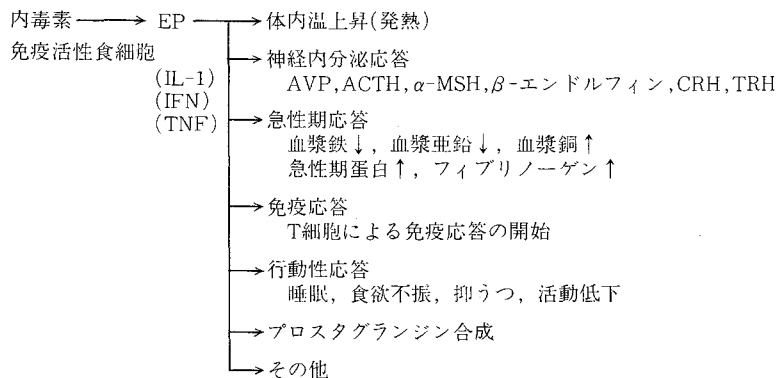 内毒素→EP→体内温上昇(発熱)
免疫活性食細胞
神経内分泌応答
(IL-1)
AVP,ACTH,α-MSH,β-エンドルフィン,CRH,TRH
(IFN)
(TNF)
急性期応答
血漿鉄↓,血漿亜鉛↓,血漿銅↑
急性期蛋白↑,フィブリノーゲン↑
免疫応答
T細胞による免疫応答の開始
行動性応答
睡眠,食欲不振,抑うつ,活動低下
プロスタグランジン合成
その他